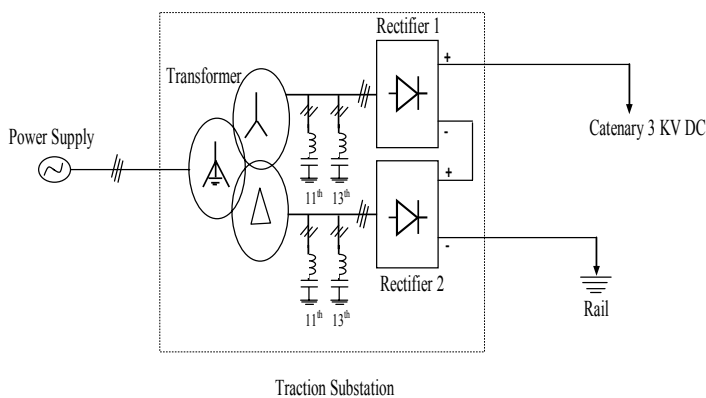 Rectifier 1
Transformer
+
-
Catenary 3 KV DC
Power Supply
11th 13th
+
-
11th 13th
Rectifier 2
Rail
Traction Substation